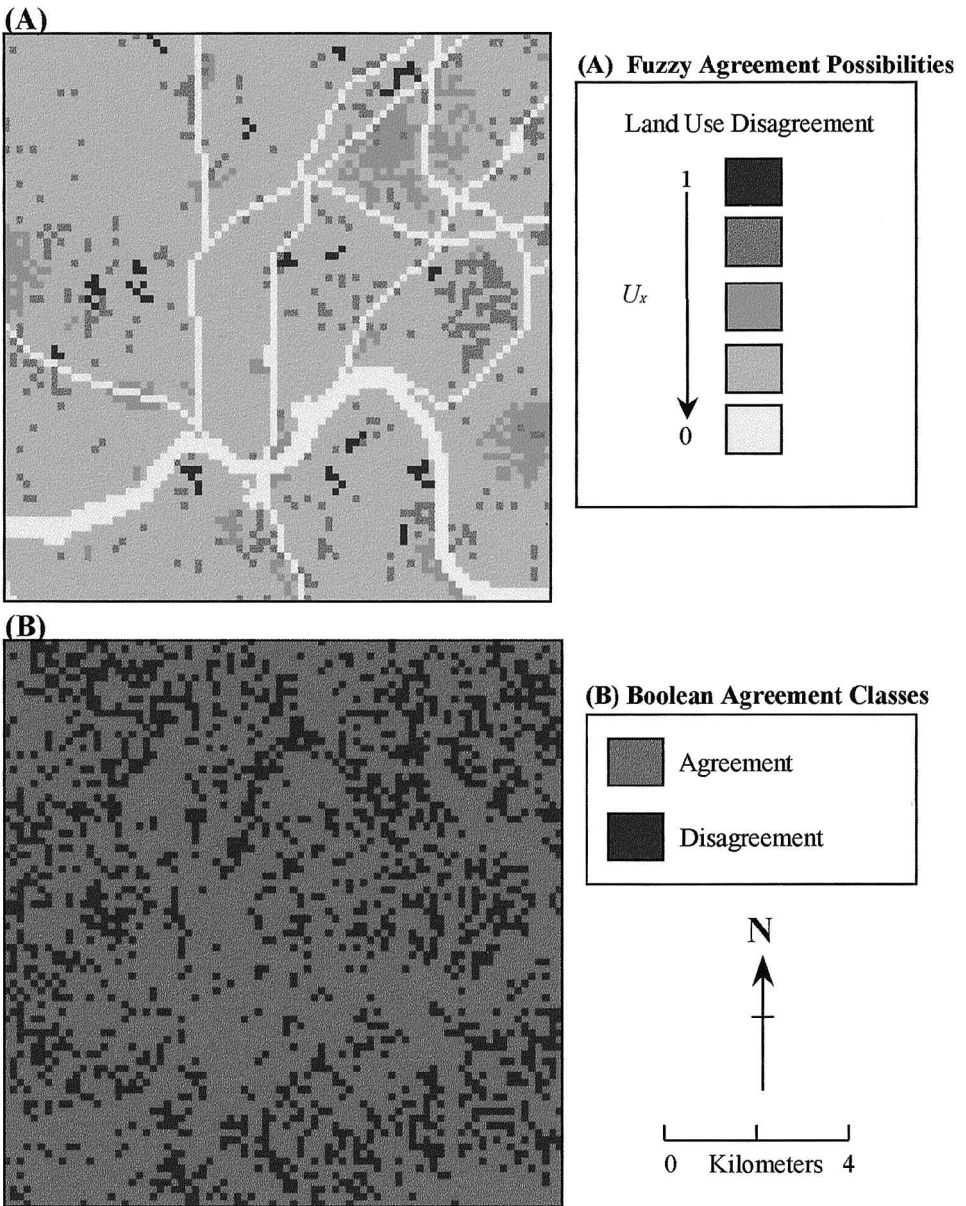 (A)
(A) Fuzzy Agreement Possibilities
Land Use Disagreement
1
Ux
0
(B)
(B) Boolean Agreement Classes
Agreement
Disagreement
N
0 Kilometers 4